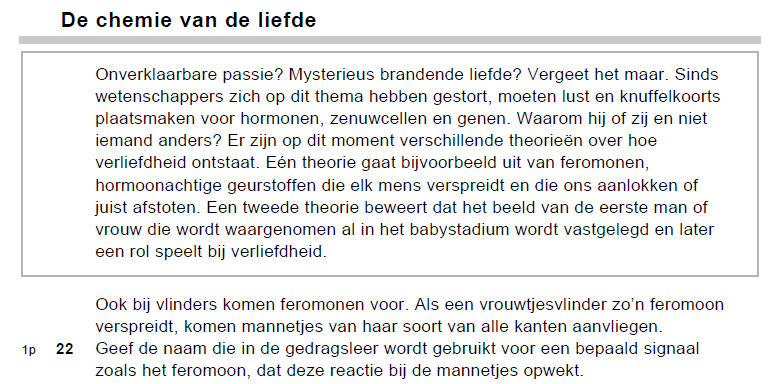 De chemie van de liefde
Onverklaarbare passie? Mysterieus brandende liefde? Vergeet het maar. Sinds
wetenschappers zich op dit thema hebben gestort, moeten lust en knuffelkoorts
plaatsmaken voor hormonen, zenuwcellen en genen. Waarom hij of zij en niet
iemand anders? Er zijn op dit moment verschillende theorieën over hoe
verliefdheid ontstaat. Eén theorie gaat bijvoorbeeld uit van feromonen,
hormoonachtige geurstoffen die elk mens verspreidt en die ons aanlokken of
juist afstoten. Een tweede theorie beweert dat het beeld van de eerste man of
vrouw die wordt waargenomen al in het babystadium wordt vastgelegd en later
een rol speelt bij verliefdheid.
Ook bij vlinders komen feromonen voor. Als een vrouwtjesvlinder zo’n feromoon
verspreidt, komen mannetjes van haar soort van alle kanten aanvliegen.
1p 22 Geef de naam die in de gedragsleer wordt gebruikt voor een bepaald signaal
zoals het feromoon, dat deze reactie bij de mannetjes opwekt.